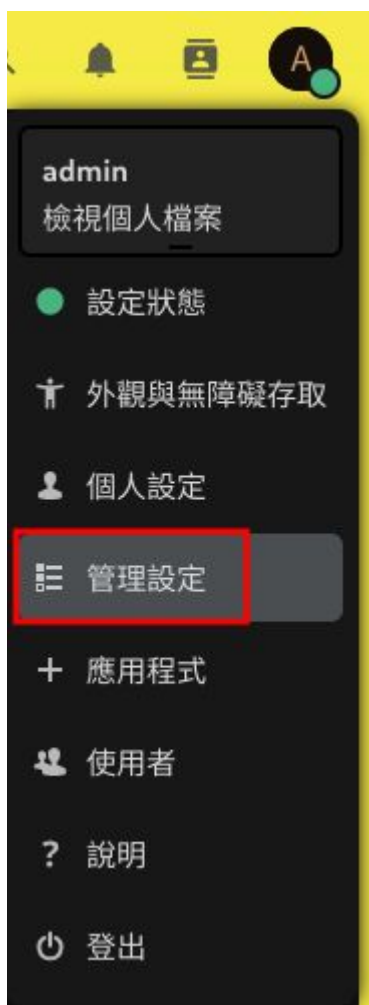 A
admin
檢視個人檔案
設定狀態
外觀與無障礙存取
個人設定
管理設定
應用程式
使用者
說明
登出